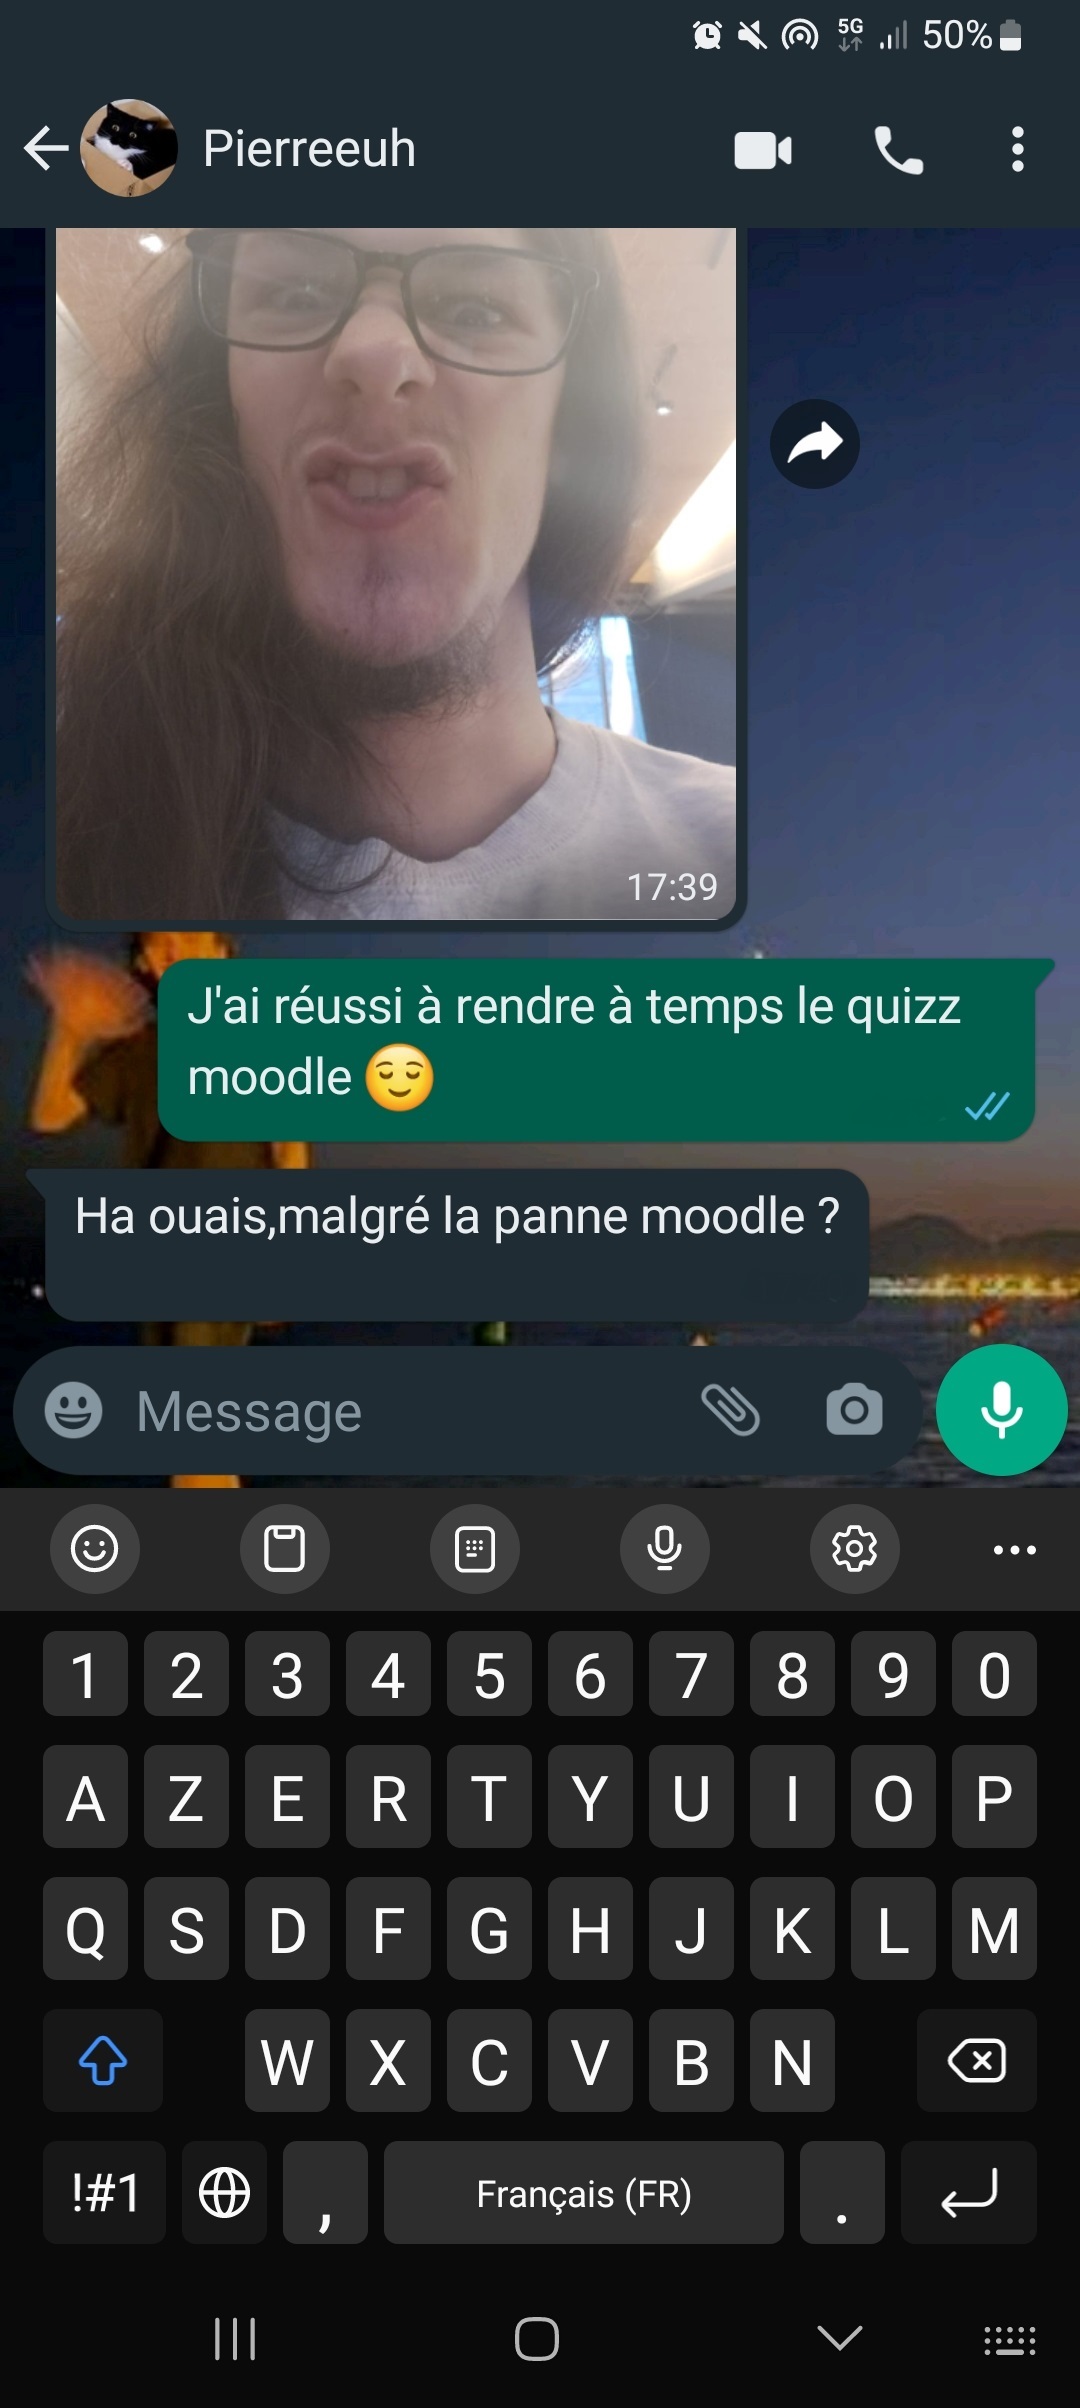 5G 50%
Pierreeuh
17:39
J'ai réussi à rendre à temps le quizz
moodle 😌
Ha ouais,malgré la panne moodle ?
Message
1 2 3 4 5 6 7 8 9 0
A Z E R T Y U I O P
Q S D F G H J K L M
W X C V B N
!#1 , Français (FR) .